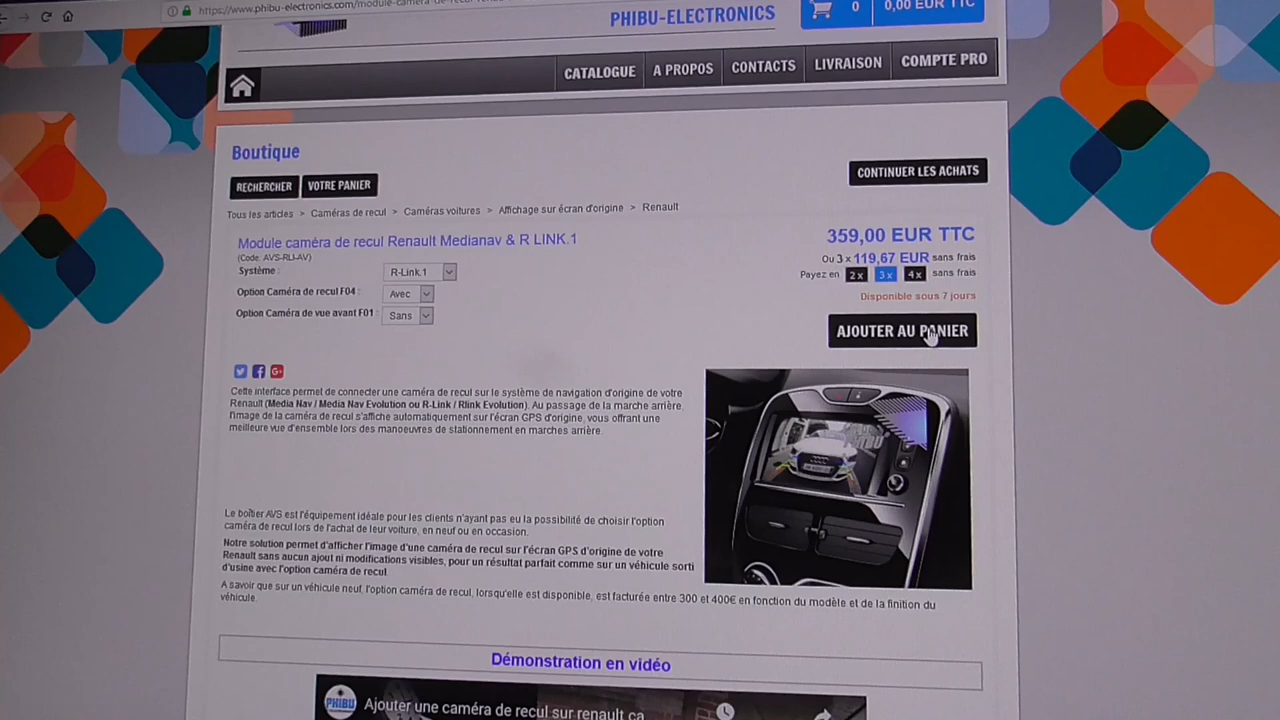 https://www.phibu-electronics.com/module-caméra-de-recul-
PHIBU-ELECTRONICS
0
0,00 EUR TTC
CATALOGUE
A PROPOS
CONTACTS
LIVRAISON
COMPTE PRO
Boutique
RECHERCHER
VOTRE PANIER
CONTINUER LES ACHATS
Tous les articles > Caméras de recul > Caméras voitures > Affichage sur écran d'origine > Renault
Module caméra de recul Renault Medianav & R LINK.1
359,00 EUR TTC
(Code: AVS-RLI-AV)
Ou 3 x 119,67 EUR sans frais
Système :
R-Link.1
Payez en 2x 3x 4x sans frais
Option Caméra de recul F04 :
Avec
Disponible sous 7 jours
Option Caméra de vue avant F01 :
Sans
AJOUTER AU PANIER
Cette interface permet de connecter une caméra de recul sur le système de navigation d'origine de votre
Renault (Media Nav / Media Nav Evolution ou R-Link / Rlink Evolution). Au passage de la marche arrière,
l'image de la caméra de recul s'affiche automatiquement sur l'écran GPS d'origine, vous offrant une
meilleure vue d'ensemble lors des manoeuvres de stationnement en marches arrière.
Le boîtier AVS est l'équipement idéale pour les clients n'ayant pas eu la possibilité de choisir l'option
caméra de recul lors de l'achat de leur voiture, en neuf ou en occasion.
Notre solution permet d'afficher l'image d'une caméra de recul sur l'écran GPS d'origine de votre
Renault sans aucun ajout ni modifications visibles, pour un résultat parfait comme sur un véhicule sorti
d'usine avec l'option caméra de recul.
A savoir que sur un véhicule neuf, l'option caméra de recul, lorsqu'elle est disponible, est facturée entre 300 et 400€ en fonction du modèle et de la finition du
véhicule.
Démonstration en vidéo
PHIBU
Ajouter une caméra de recul sur renault ca